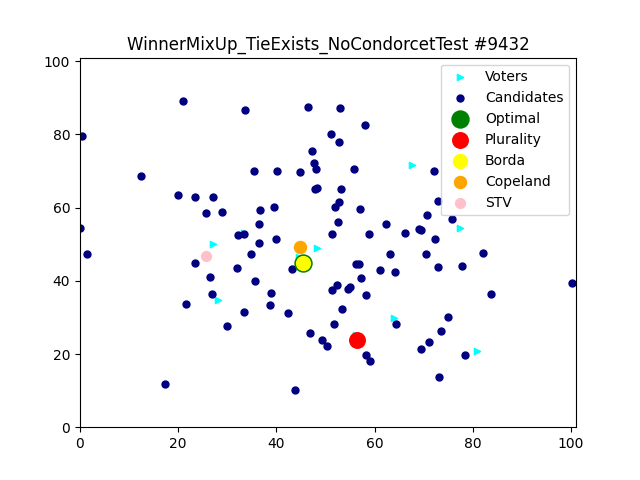 WinnerMixUp_TieExists_NoCondorcetTest #9432
100
80
60
40
20
0
0
20
40
60
80
100
Voters
Candidates
Optimal
Plurality
Borda
Copeland
STV